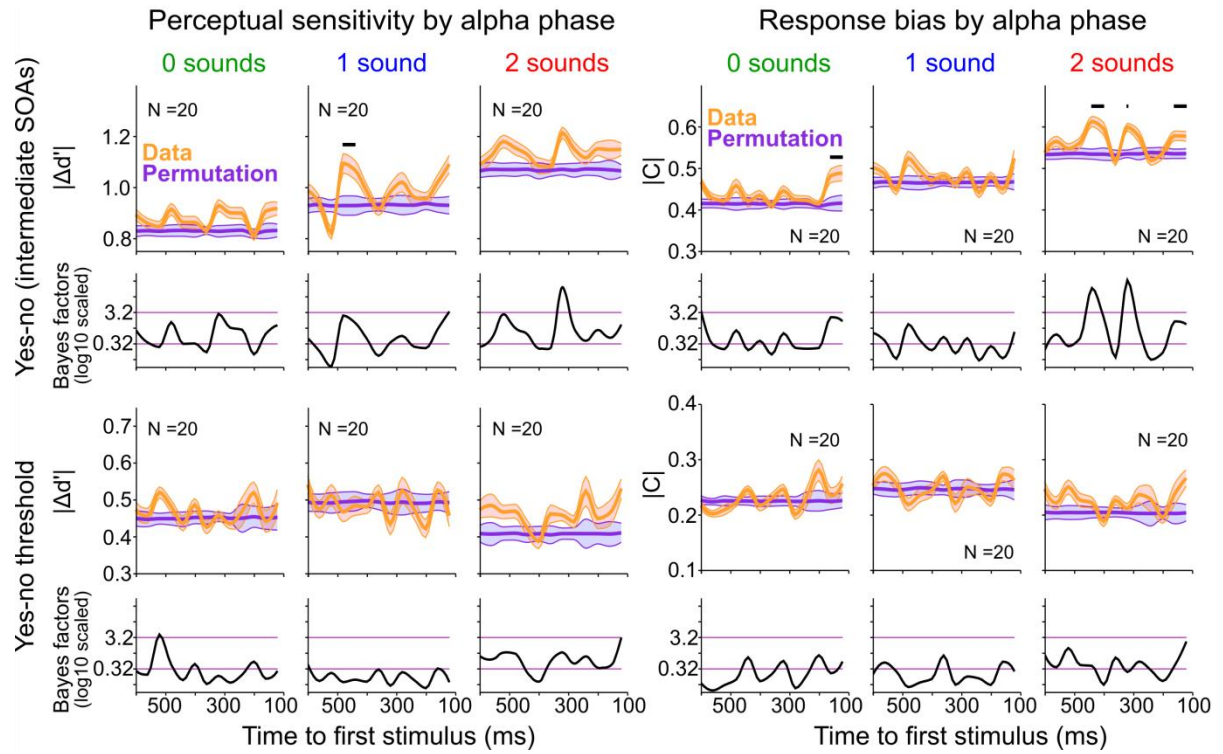 Perceptual sensitivity by alpha phase
Response bias by alpha phase
0 sounds
1 sound
2 sounds
0 sounds
1 sound
2 sounds
Yes-no (intermediate SOAs)
|Δd'|
1.2
1.0
0.8
N =20
Data
Permutation
N =20
N =20
|C|
0.6
0.5
0.4
0.3
Data
Permutation
N =20
N =20
N =20
Bayes factors
(log10 scaled)
3.2
0.32
3.2
0.32
Yes-no threshold
|Δd'|
0.7
0.6
0.5
0.4
0.3
N =20
N =20
N =20
|C|
0.4
0.3
0.2
0.1
N =20
N =20
N =20
Bayes factors
(log10 scaled)
3.2
0.32
Bayes factors
(log10 scaled)
3.2
0.32
500 300 100
500 300 100
500 300 100
500 300 100
500 300 100
500 300 100
Time to first stimulus (ms)
Time to first stimulus (ms)